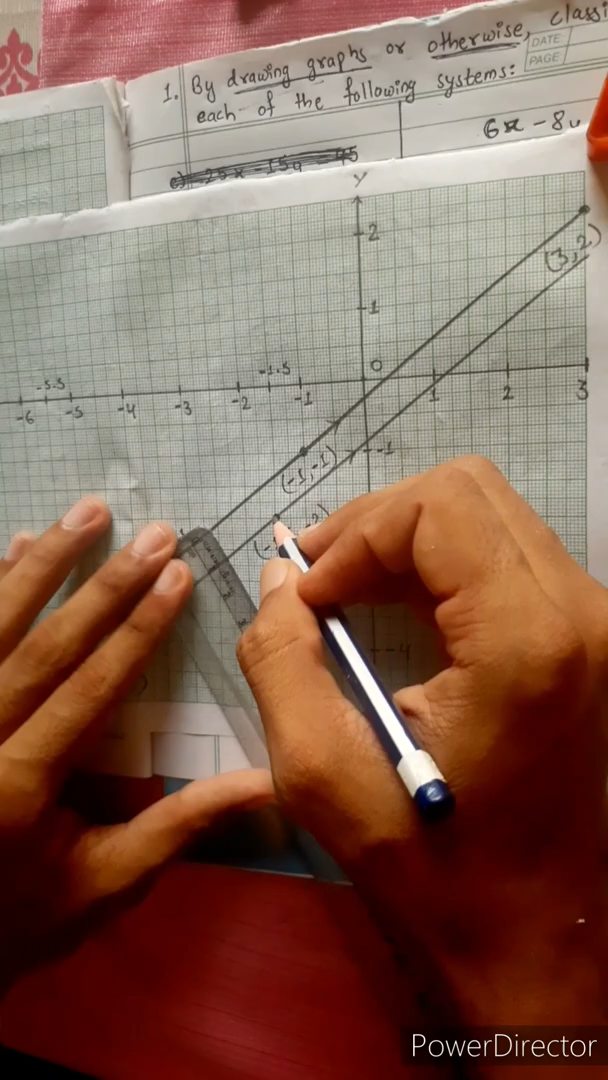 1. By drawing graphs or otherwise,
DATE
PAGE
each of the following systems:
6x - 8
Y
2
(3, 2)
1
-5.5
-1.5
0
-6 -5 -4 -3 -2 -1 1 2 3
(-1, -1)
-1
-4
PowerDirector